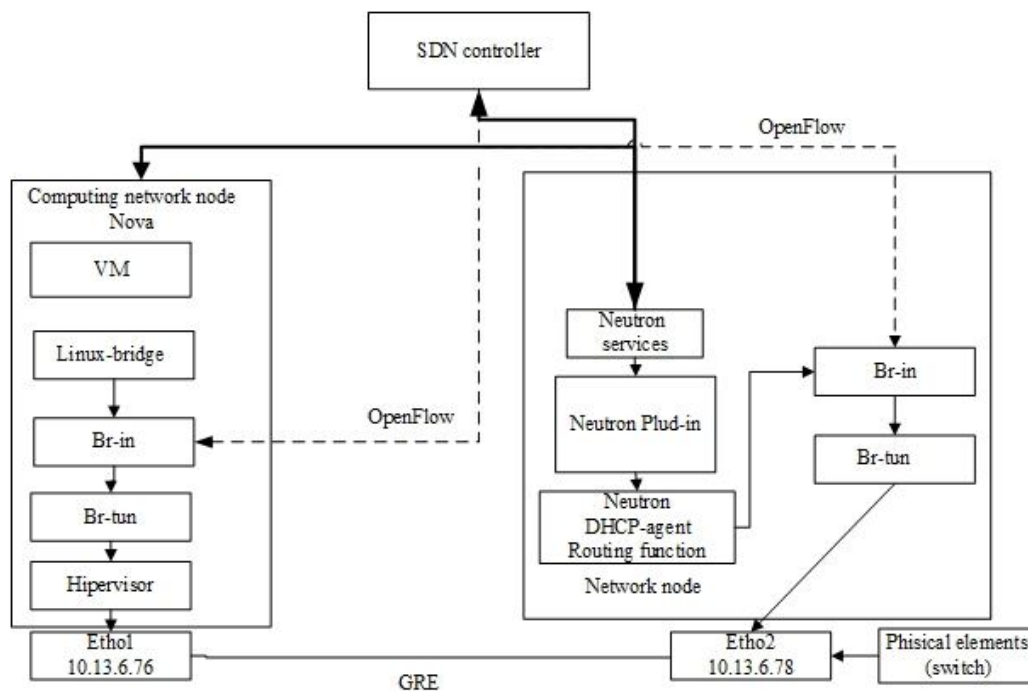 SDN controller
OpenFlow
Computing network node
Nova
VM
Linux-bridge
Br-in
Br-tun
Hipervisor
Etho1
10.13.6.76
OpenFlow
Neutron
services
Neutron Plud-in
Neutron
DHCP-agent
Routing function
Network node
Br-in
Br-tun
Etho2
10.13.6.78
Phisical elements
(switch)
GRE